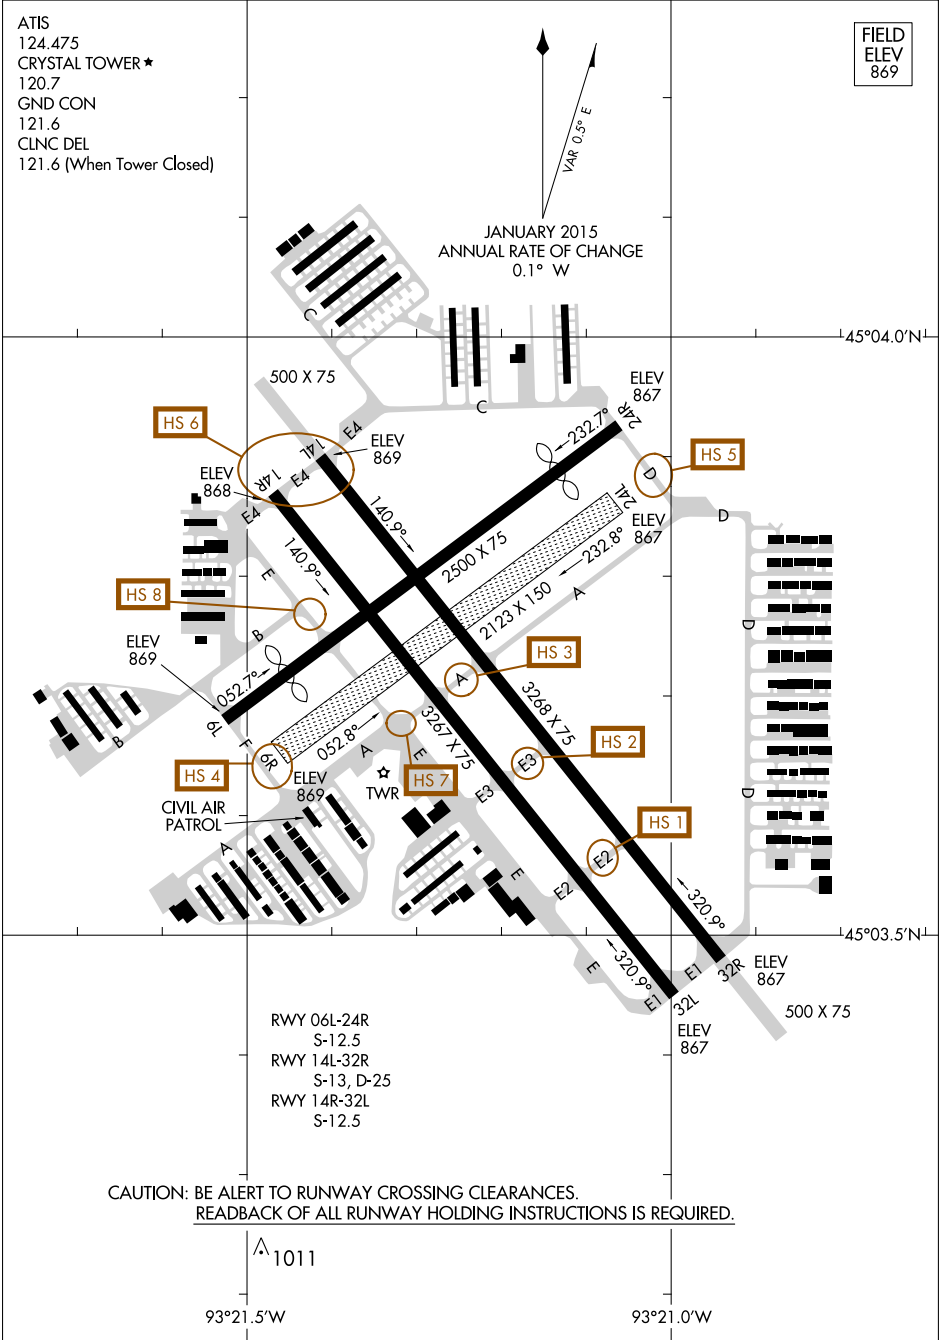 ATIS
124.475
CRYSTAL TOWER ★
120.7
GND CON
121.6
CLNC DEL
121.6 (When Tower Closed)
FIELD
ELEV
869
VAR 0.5° E
JANUARY 2015
ANNUAL RATE OF CHANGE
0.1° W
C
45°04.0'N
500 X 75
ELEV
867
C
24R
232.7°
HS 6
E4
14L
ELEV
869
HS 5
E4
14R
ELEV
868
D
E4
24L
D
140.9°
ELEV
867
140.9°
2500 X 75
232.8°
E
A
HS 8
2123 X 150
B
D
ELEV
869
HS 3
A
052.7°
3268 X 75
6L
3267 X 75
B
F
052.8°
A
E
HS 2
6R
E3
HS 4
ELEV
869
TWR
HS 7
E3
D
CIVIL AIR
PATROL
HS 1
A
E2
E
E2
320.9°
45°03.5'N
320.9°
E
E1
32R
ELEV
867
E1
32L
500 X 75
ELEV
867
RWY 06L-24R
S-12.5
RWY 14L-32R
S-13, D-25
RWY 14R-32L
S-12.5
CAUTION: BE ALERT TO RUNWAY CROSSING CLEARANCES.
READBACK OF ALL RUNWAY HOLDING INSTRUCTIONS IS REQUIRED.
1011
93°21.5'W
93°21.0'W